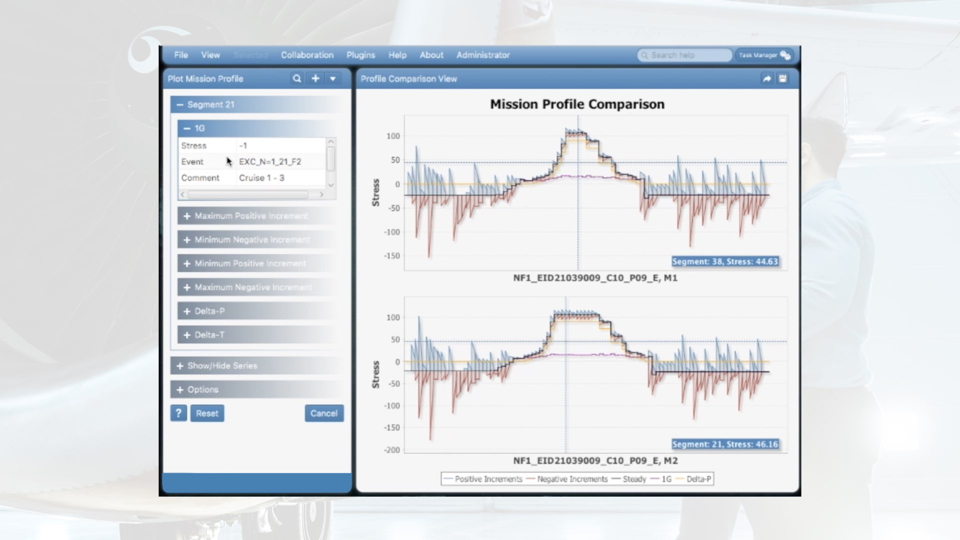 File View Collaboration Plugins Help About Administrator Search help Task Manager
Plot Mission Profile
Profile Comparison View
Segment 21
1G
Stress -1
Event EXC_N=1_21_F2
Comment Cruise 1 - 3
Maximum Positive Increment
Minimum Negative Increment
Minimum Positive Increment
Maximum Negative Increment
Delta-P
Delta-T
Show/Hide Series
Options
? Reset Cancel
Mission Profile Comparison
100
50
0
-50
-100
-150
Stress
Segment: 38, Stress: 44.63
NF1_EID21039009_C10_P09_E, M1
100
50
0
-50
-100
-150
-200
Stress
Segment: 21, Stress: 46.16
NF1_EID21039009_C10_P09_E, M2
Positive Increments Negative Increments Steady 1G Delta-P